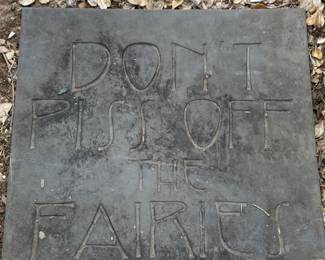 DON'T
PISS OFF
THE
FAIRIES